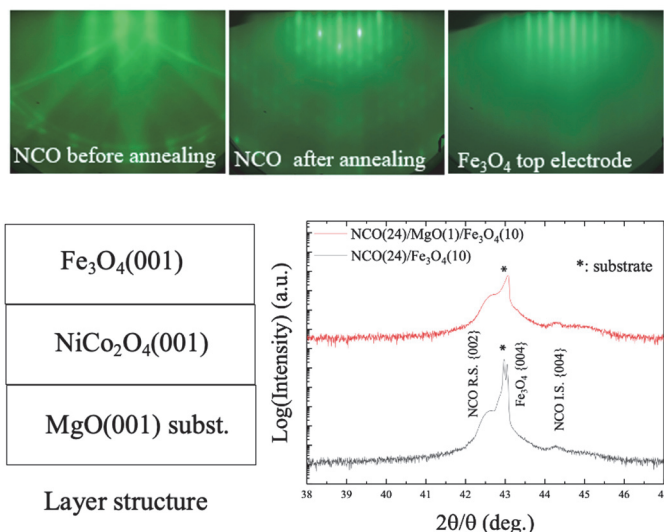 NCO before annealing
NCO after annealing
Fe₃O₄ top electrode
Fe₃O₄(001)
NiCo₂O₄(001)
MgO(001) subst.
Layer structure
NCO(24)/MgO(1)/Fe₃O₄(10)
NCO(24)/Fe₃O₄(10)
*: substrate
*
*
NCO R.S. {002}
Fe₃O₄ {004}
NCO I.S. {004}
Log(Intensity) (a.u.)
38 39 40 41 42 43 44 45 46
2θ/θ (deg.)